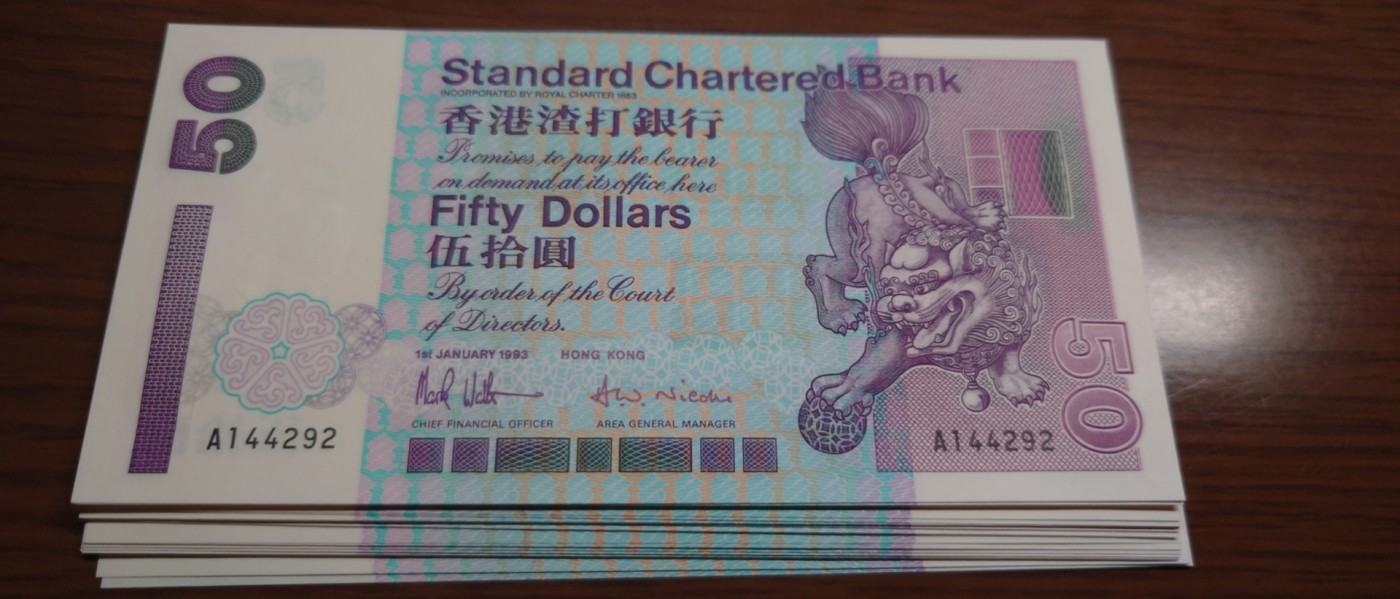 50
Standard Chartered Bank
INCORPORATED BY ROYAL CHARTER 1853
香港渣打銀行
Promises to pay the bearer
on demand at its office here
Fifty Dollars
伍拾圓
By order of the Court
of Directors.
1st JANUARY 1993 HONG KONG
CHIEF FINANCIAL OFFICER AREA GENERAL MANAGER
A144292
A144292
50